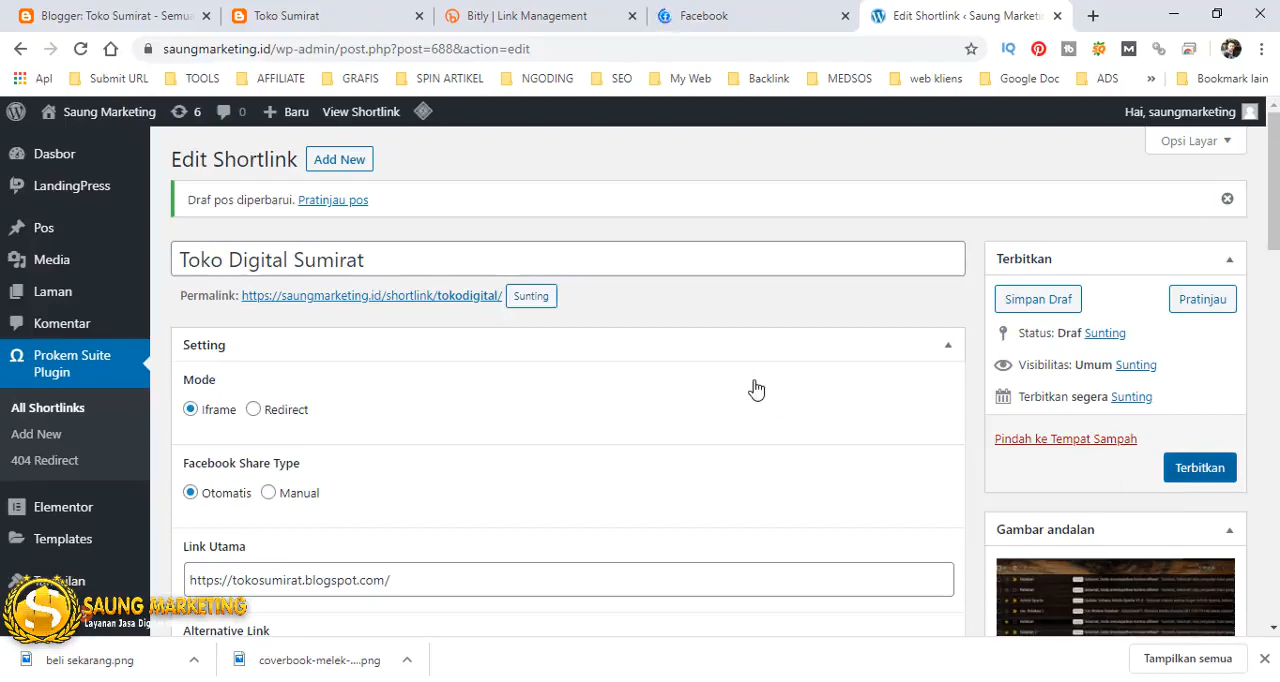 Blogger: Toko Sumirat - Semua
Toko Sumirat
Bitly | Link Management
Facebook
Edit Shortlink ‹ Saung Marketi
saungmarketing.id/wp-admin/post.php?post=688&action=edit
Apl
Submit URL
TOOLS
AFFILIATE
GRAFIS
SPIN ARTIKEL
NGODING
SEO
My Web
Backlink
MEDSOS
web kliens
Google Doc
ADS
»
Bookmark lain
Saung Marketing
6
0
Baru
View Shortlink
Hai, saungmarketing
Opsi Layar
Dasbor
LandingPress
Pos
Media
Laman
Komentar
Prokem Suite
Plugin
All Shortlinks
Add New
404 Redirect
Elementor
Templates
Edit Shortlink
Add New
Draf pos diperbarui. Pratinjau pos
Toko Digital Sumirat
Permalink: https://saungmarketing.id/shortlink/tokodigital/ Sunting
Setting
Mode
Iframe
Redirect
Facebook Share Type
Otomatis
Manual
Link Utama
https://tokosumirat.blogspot.com/
Alternative Link
Terbitkan
Simpan Draf
Pratinjau
Status: Draf Sunting
Visibilitas: Umum Sunting
Terbitkan segera Sunting
Pindah ke Tempat Sampah
Terbitkan
Gambar andalan
SAUNG MARKETING
Layanan Jasa Dig
beli sekarang.png
coverbook-melek-....png
Tampilkan semua